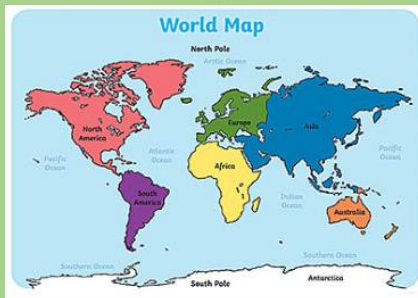 World Map
North Pole
Arctic Ocean
North
America
Europe
Asia
Pacific
Ocean
Atlantic
Ocean
Pacific
Ocean
Africa
South
America
Indian
Ocean
Australia
Southern Ocean
Southern Ocean
South Pole
Antarctica